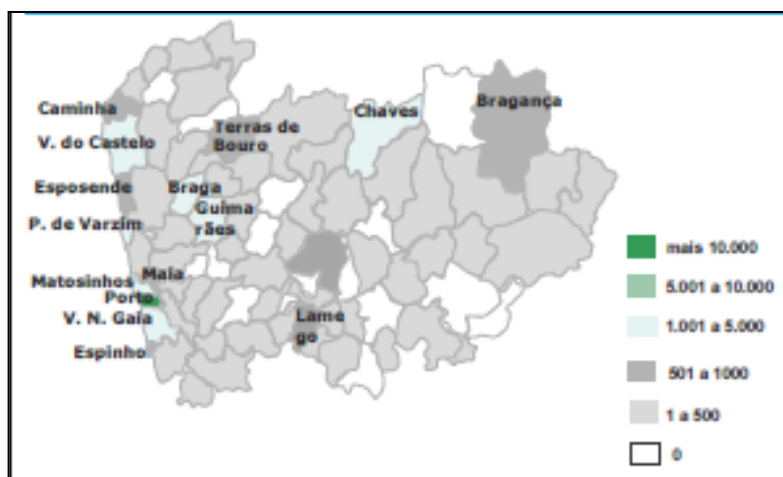 Caminha
V. do Castelo
Esposende
P. de Varzim
Matosinhos
Maia
Porto
V. N. Gaia
Espinho
Terras de
Bouro
Braga
Guima
rães
Chaves
Bragança
Lame
go
mais 10.000
5.001 a 10.000
1.001 a 5.000
501 a 1000
1 a 500
0